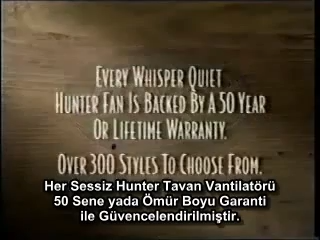 EVERY WHISPER QUIET
HUNTER FAN IS BACKED BY A 50 YEAR
OR LIFETIME WARRANTY.
OVER 300 STYLES TO CHOOSE FROM.
Her Sessiz Hunter Tavan Vantilatörü
50 Sene yada Ömür Boyu Garanti
ile Güvencelendirilmiştir.